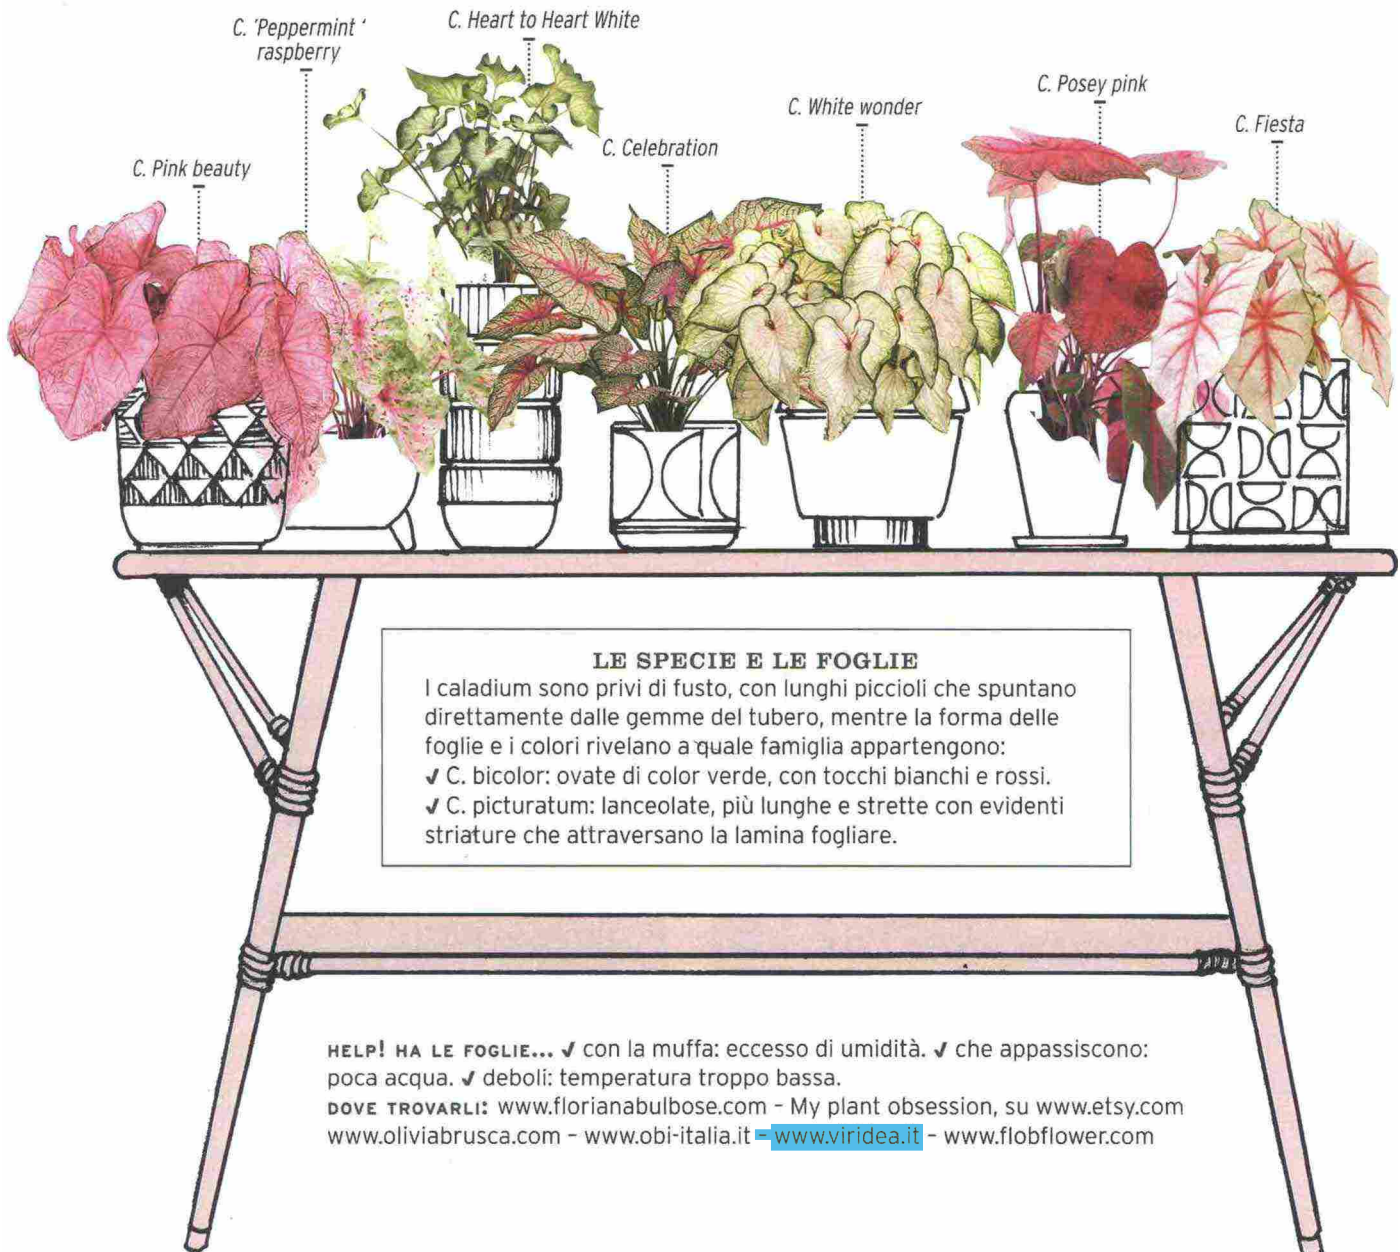 C. 'Peppermint '
raspberry
C. Heart to Heart White
C. Pink beauty
C. Celebration
C. White wonder
C. Posey pink
C. Fiesta
LE SPECIE E LE FOGLIE
I caladium sono privi di fusto, con lunghi piccioli che spuntano
direttamente dalle gemme del tubero, mentre la forma delle
foglie e i colori rivelano a quale famiglia appartengono:
✓ C. bicolor: ovate di color verde, con tocchi bianchi e rossi.
✓ C. picturatum: lanceolate, più lunghe e strette con evidenti
striature che attraversano la lamina fogliare.
HELP! HA LE FOGLIE... ✓ con la muffa: eccesso di umidità. ✓ che appassiscono:
poca acqua. ✓ deboli: temperatura troppo bassa.
DOVE TROVARLI: www.florianabulbose.com - My plant obsession, su www.etsy.com
www.oliviabrusca.com - www.obi-italia.it - www.viridea.it - www.flobflower.com